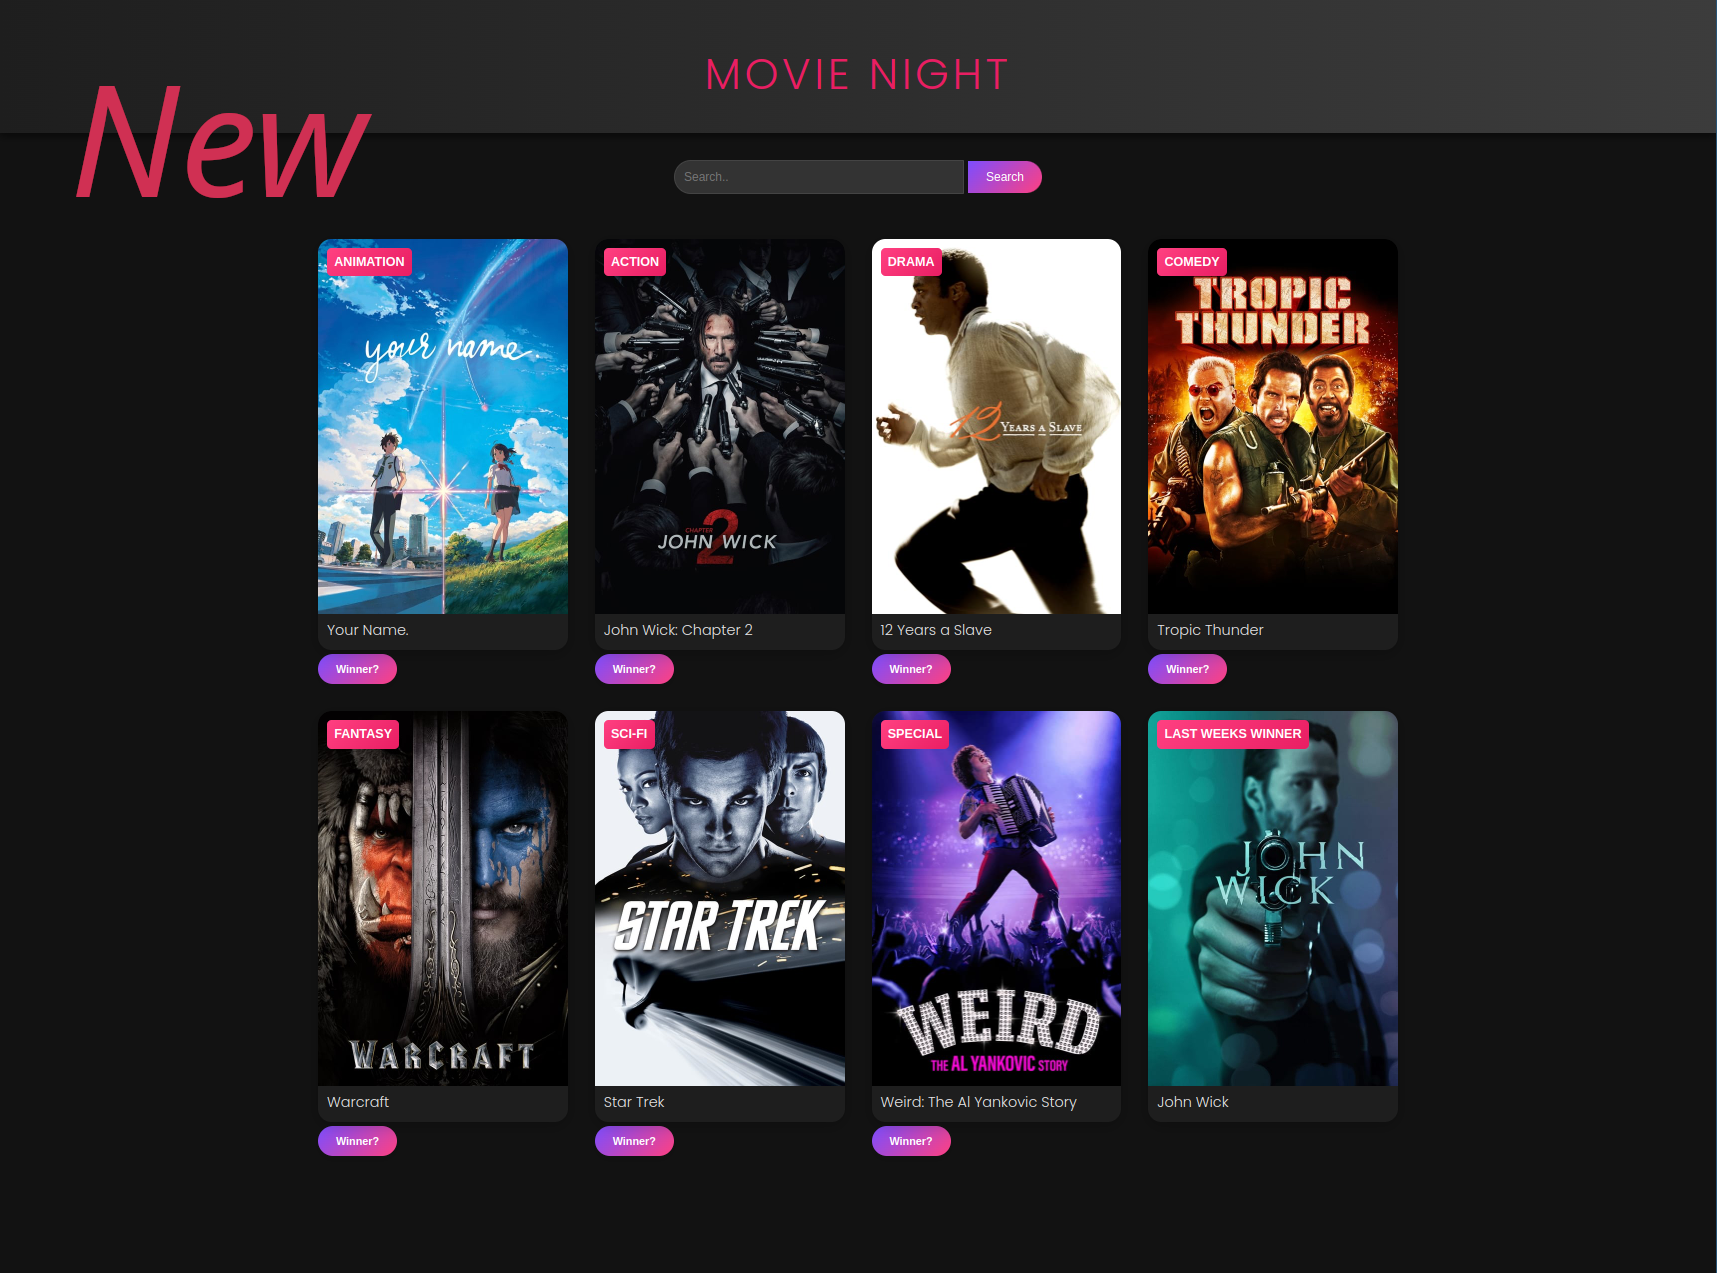 MOVIE NIGHT
New
Search..
Search
ANIMATION
your name.
Your Name.
Winner?
ACTION
CHAPTER
2
JOHN WICK
John Wick: Chapter 2
Winner?
DRAMA
12 YEARS A SLAVE
12 Years a Slave
Winner?
COMEDY
TROPIC
THUNDER
Tropic Thunder
Winner?
FANTASY
WARCRAFT
Warcraft
Winner?
SCI-FI
STAR TREK
Star Trek
Winner?
SPECIAL
WEIRD
THE AL YANKOVIC STORY
Weird: The Al Yankovic Story
Winner?
LAST WEEKS WINNER
JOHN
WICK
John Wick